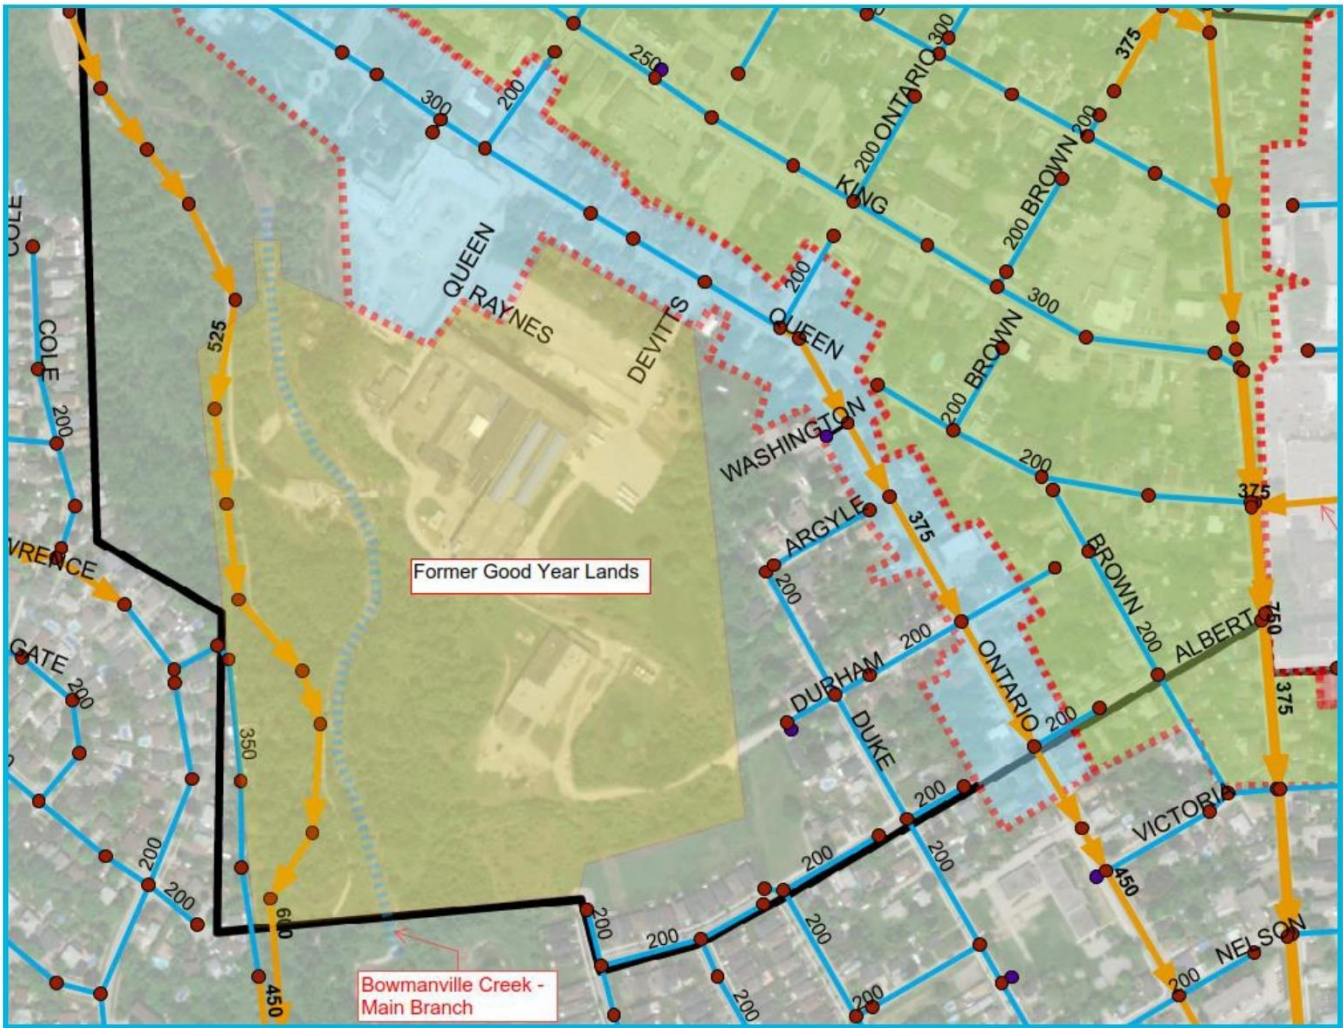 250
300
375
200
300
ONTARIO
200
200
BROWN
200
KING
COLE
QUEEN
200
300
RAYNES
DEVITTS
QUEEN
525
COLE
200
BROWN
200
WASHINGTON
200
375
375
ARGYLE
WRENCE
Former Good Year Lands
BROWN
200
200
ALBERT
750
GATE
200
DURHAM
ONTARIO
375
350
DUKE
200
200
VICTORIA
200
200
200
200
450
600
200
200
200
NELSON
Bowmanville Creek -
Main Branch
450
200
200
200